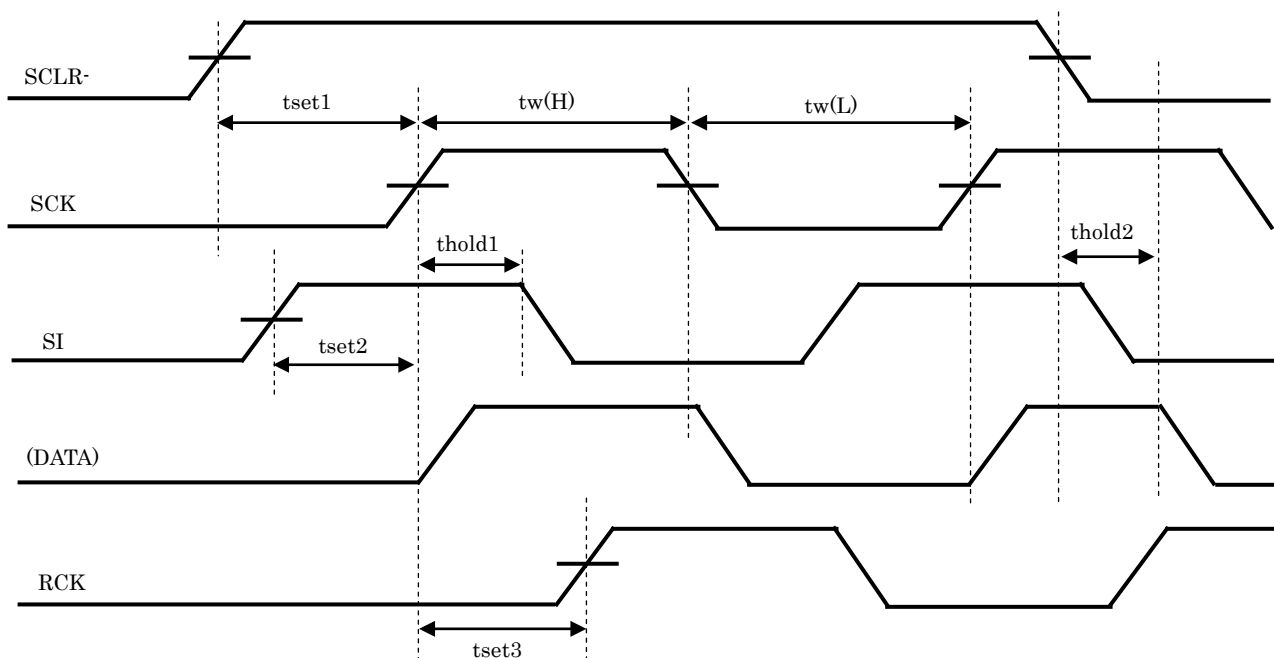 SCLR-
tset1
tw(H)
tw(L)
SCK
thold1
thold2
SI
tset2
(DATA)
RCK
tset3